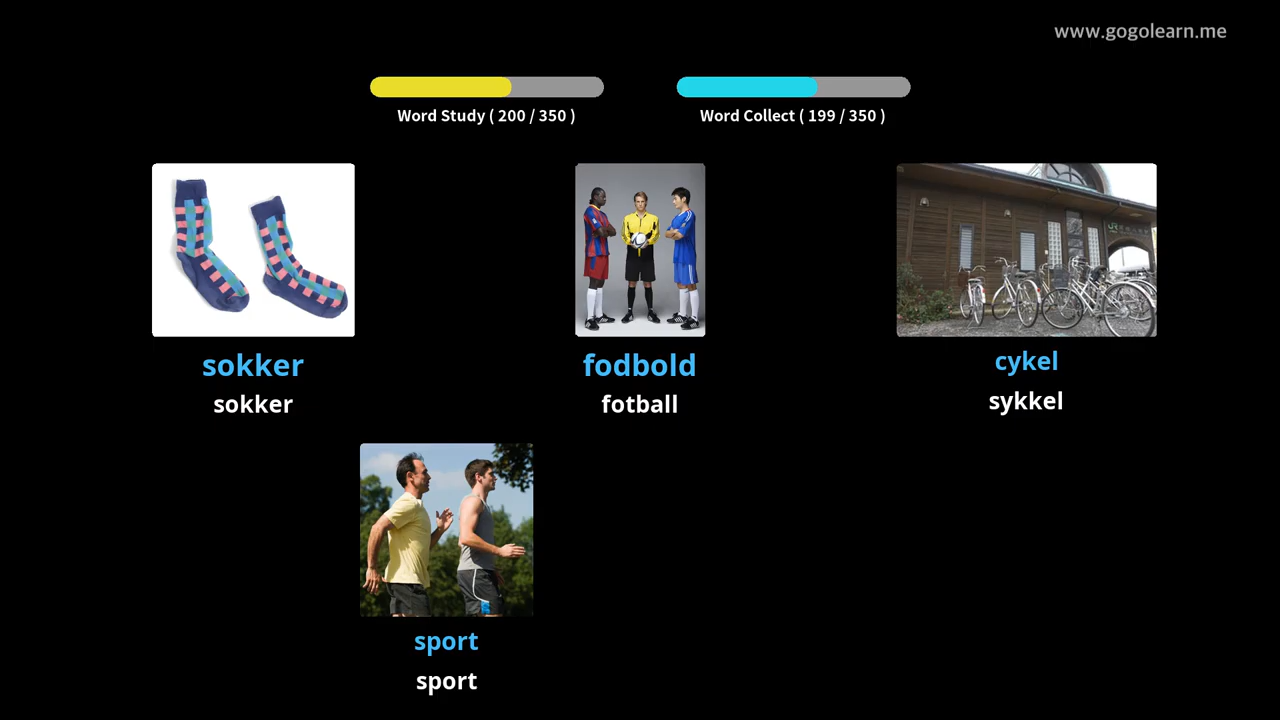 www.gogolearn.me
Word Study ( 200 / 350 )
Word Collect ( 199 / 350 )
sokker
sokker
fodbold
fotball
cykel
sykkel
sport
sport